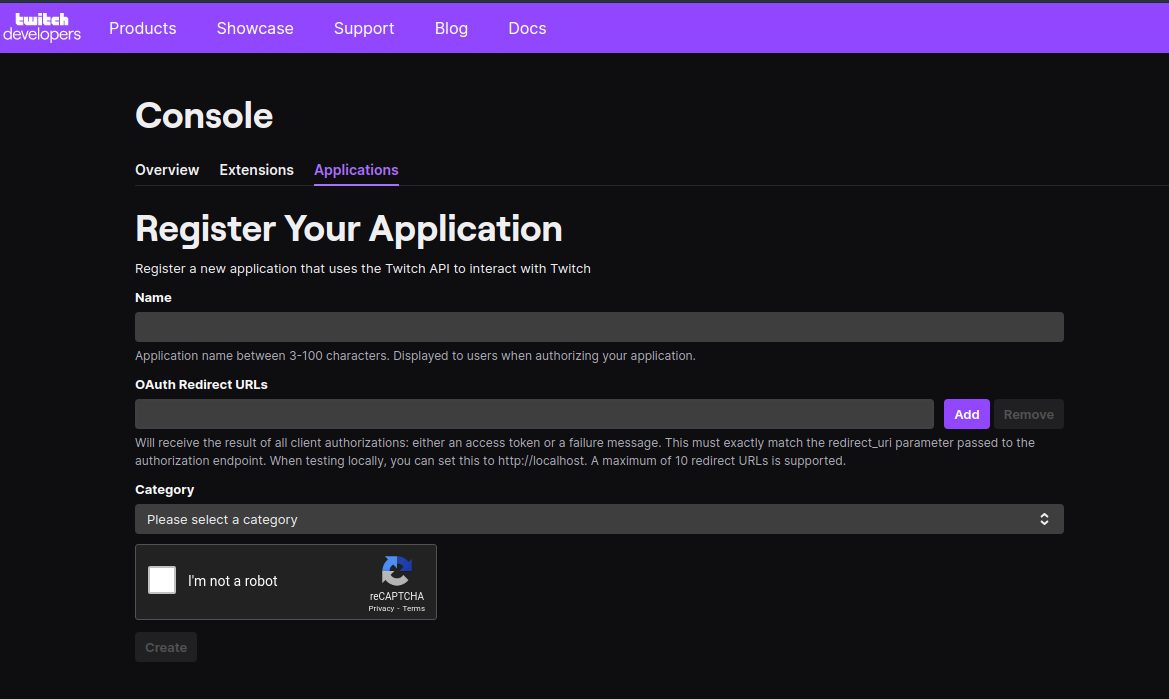 twitch
developers
Products Showcase Support Blog Docs
Console
Overview Extensions Applications
Register Your Application
Register a new application that uses the Twitch API to interact with Twitch
Name
Application name between 3-100 characters. Displayed to users when authorizing your application.
OAuth Redirect URLs
Add Remove
Will receive the result of all client authorizations: either an access token or a failure message. This must exactly match the redirect_uri parameter passed to the
authorization endpoint. When testing locally, you can set this to http://localhost. A maximum of 10 redirect URLs is supported.
Category
Please select a category
I'm not a robot
reCAPTCHA
Privacy - Terms
Create